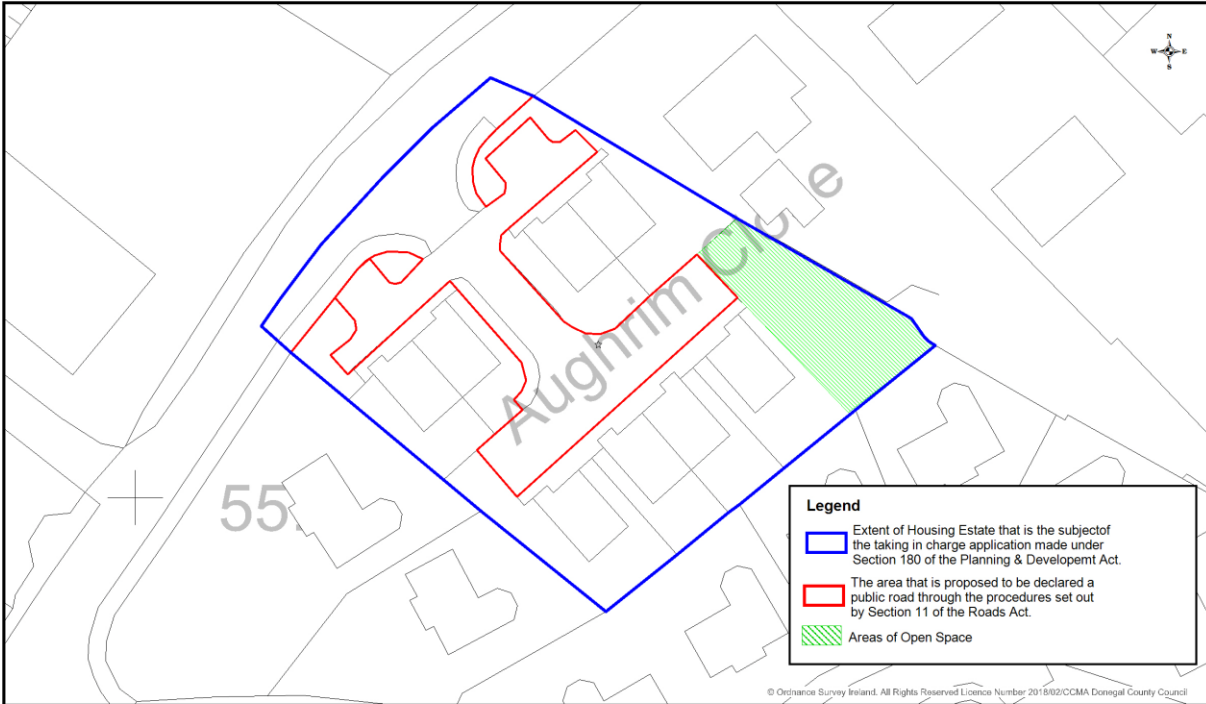 N
W E
S
Aughrim Cl
e
55
Legend
Extent of Housing Estate that is the subjectof
the taking in charge application made under
Section 180 of the Planning & Developemt Act.
The area that is proposed to be declared a
public road through the procedures set out
by Section 11 of the Roads Act.
Areas of Open Space
© Ordnance Survey Ireland. All Rights Reserved Licence Number 2018/02/CCMA Donegal County Council